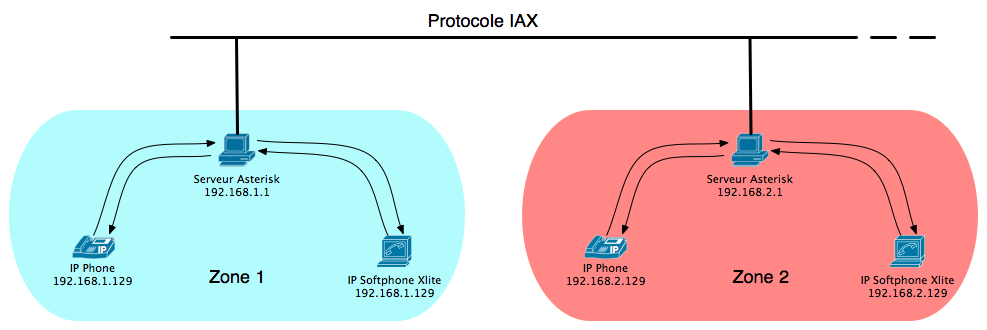 Protocole IAX
Serveur Asterisk
192.168.1.1
IP
IP Phone
192.168.1.129
Zone 1
IP Softphone Xlite
192.168.1.129
Serveur Asterisk
192.168.2.1
IP
IP Phone
192.168.2.129
Zone 2
IP Softphone Xlite
192.168.2.129